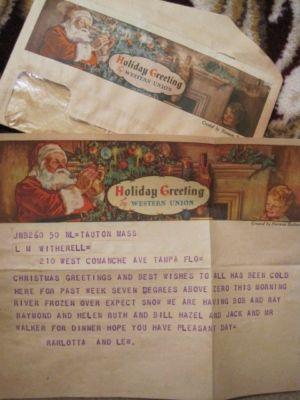 Holiday Greeting
by WESTERN UNION
Holiday Greeting
by WESTERN UNION
JNB260 50 NL=TAUTON MASS
L M WITHERELL=
210 WEST COMANCHE AVE TAMPA FLO=
CHRISTMAS GREETINGS AND BEST WISHES TO ALL HAS BEEN COLD
HERE FOR PAST WEEK SEVEN DEGREES ABOVE ZERO THIS MORNING
RIVER FROZEN OVER EXPECT SNOW WE ARE HAVING BOB AND RAY
RAYMOND AND HELEN RUTH AND BILL HAZEL AND JACK AND MR
WALKER FOR DINNER HOPE YOU HAVE PLEASANT DAY=
RARLOTTA AND LEW.